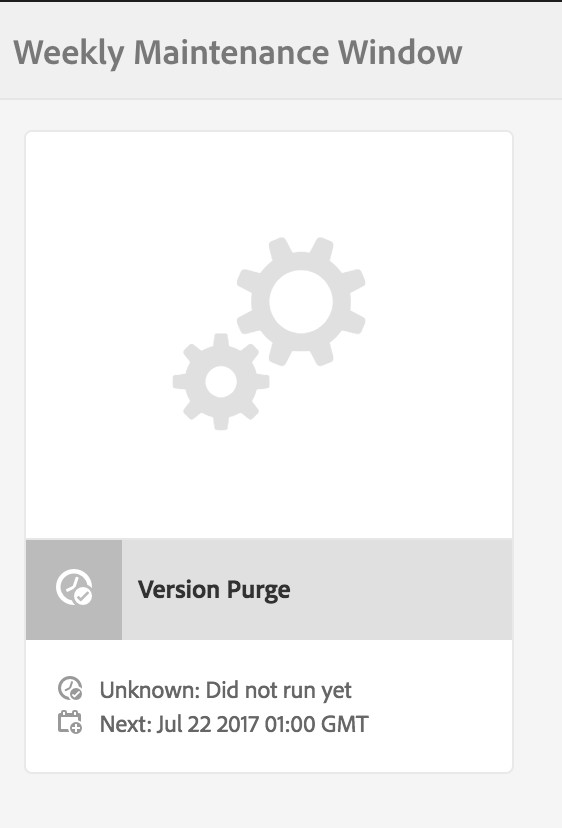 Weekly Maintenance Window
Version Purge
Unknown: Did not run yet
Next: Jul 22 2017 01:00 GMT